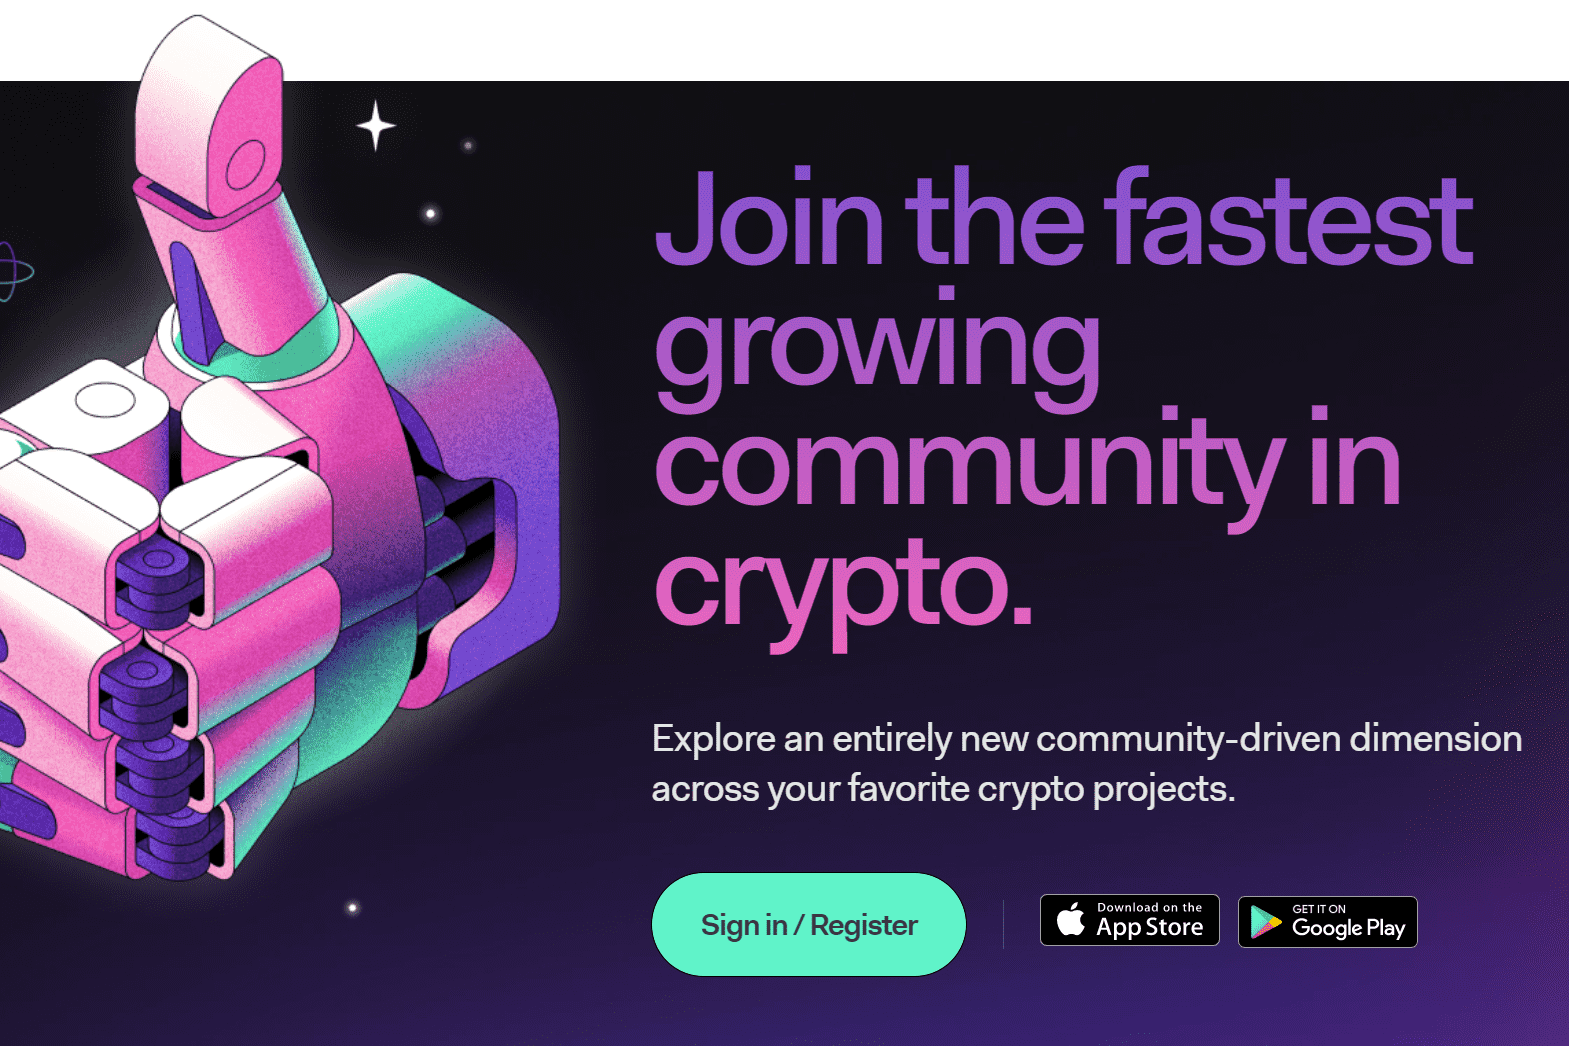 Join the fastest
growing
community in
crypto.
Explore an entirely new community-driven dimension
across your favorite crypto projects.
Sign in / Register
Download on the
App Store
GET IT ON
Google Play